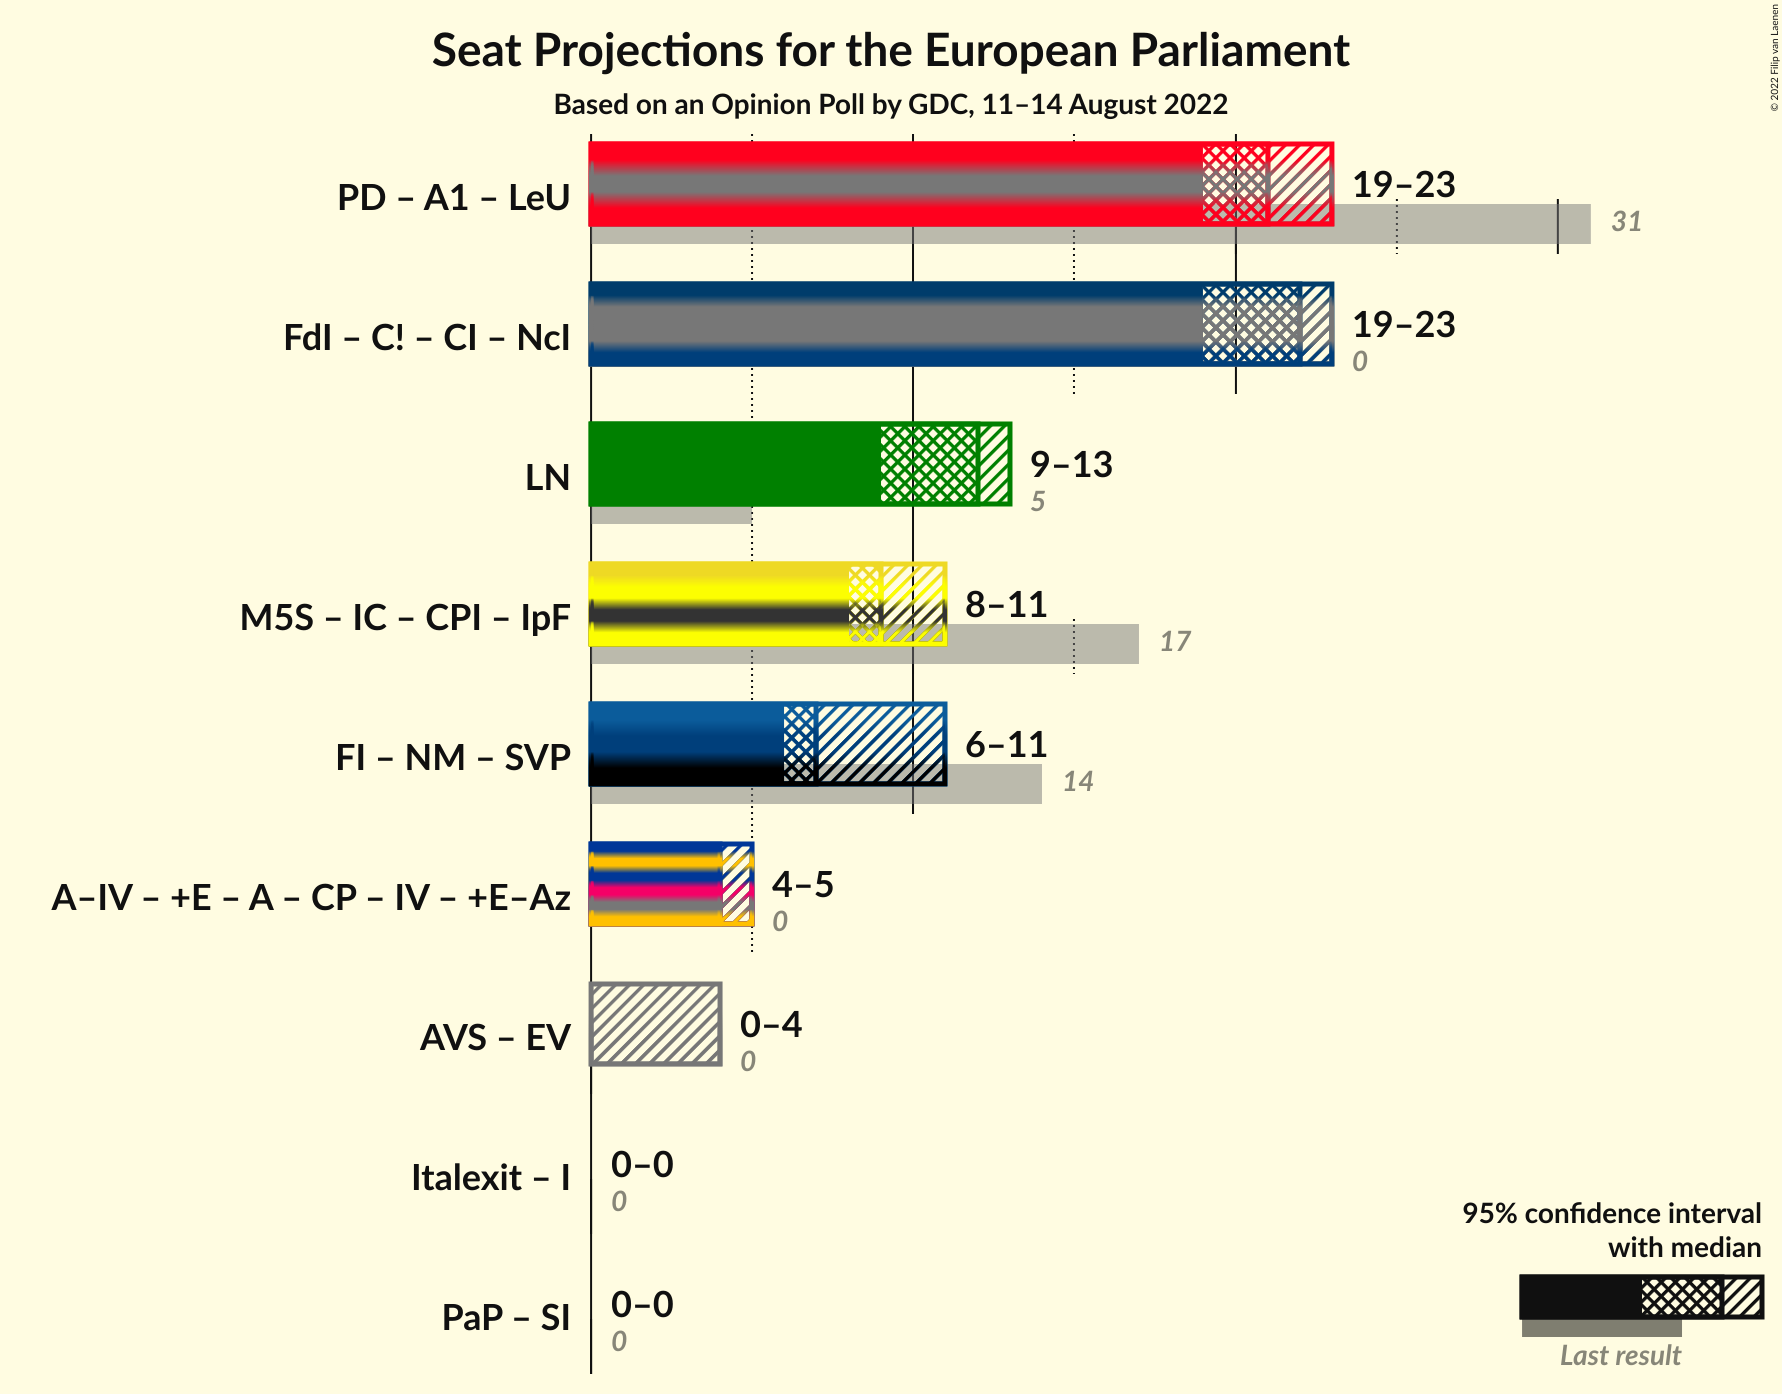 Seat Projections for the European Parliament
Based on an Opinion Poll by GDC, 11–14 August 2022
© 2022 Filip van Laenen
PD – A1 – LeU
19–23
31
FdI – C! – CI – NcI
19–23
0
LN
9–13
5
M5S – IC – CPI – IpF
8–11
17
FI – NM – SVP
6–11
14
A–IV – +E – A – CP – IV – +E–Az
4–5
0
AVS – EV
0–4
0
Italexit – I
0–0
0
PaP – SI
0–0
0
95% confidence interval
with median
Last result